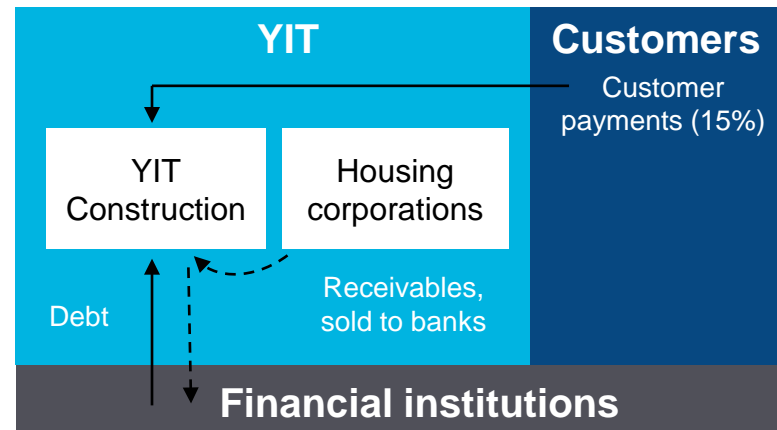 YIT
Customers
Customer
payments (15%)
YIT
Construction
Housing
corporations
Debt
Receivables,
sold to banks
Financial institutions